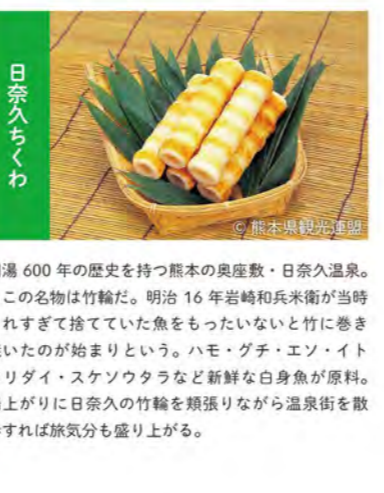 日奈久ちくわ
© 熊本県観光連盟
湯 600 年の歴史を持つ熊本の奥座敷・日奈久温泉。
この名物は竹輪だ。明治 16 年岩崎和兵米衛が当時
れすぎて捨てていた魚をもったいないと竹に巻き
いたのが始まりという。ハモ・グチ・エソ・イト
リダイ・スケソウタラなど新鮮な白身魚が原料。
上がりに日奈久の竹輪を頬張りながら温泉街を散
すれば旅気分も盛り上がる。